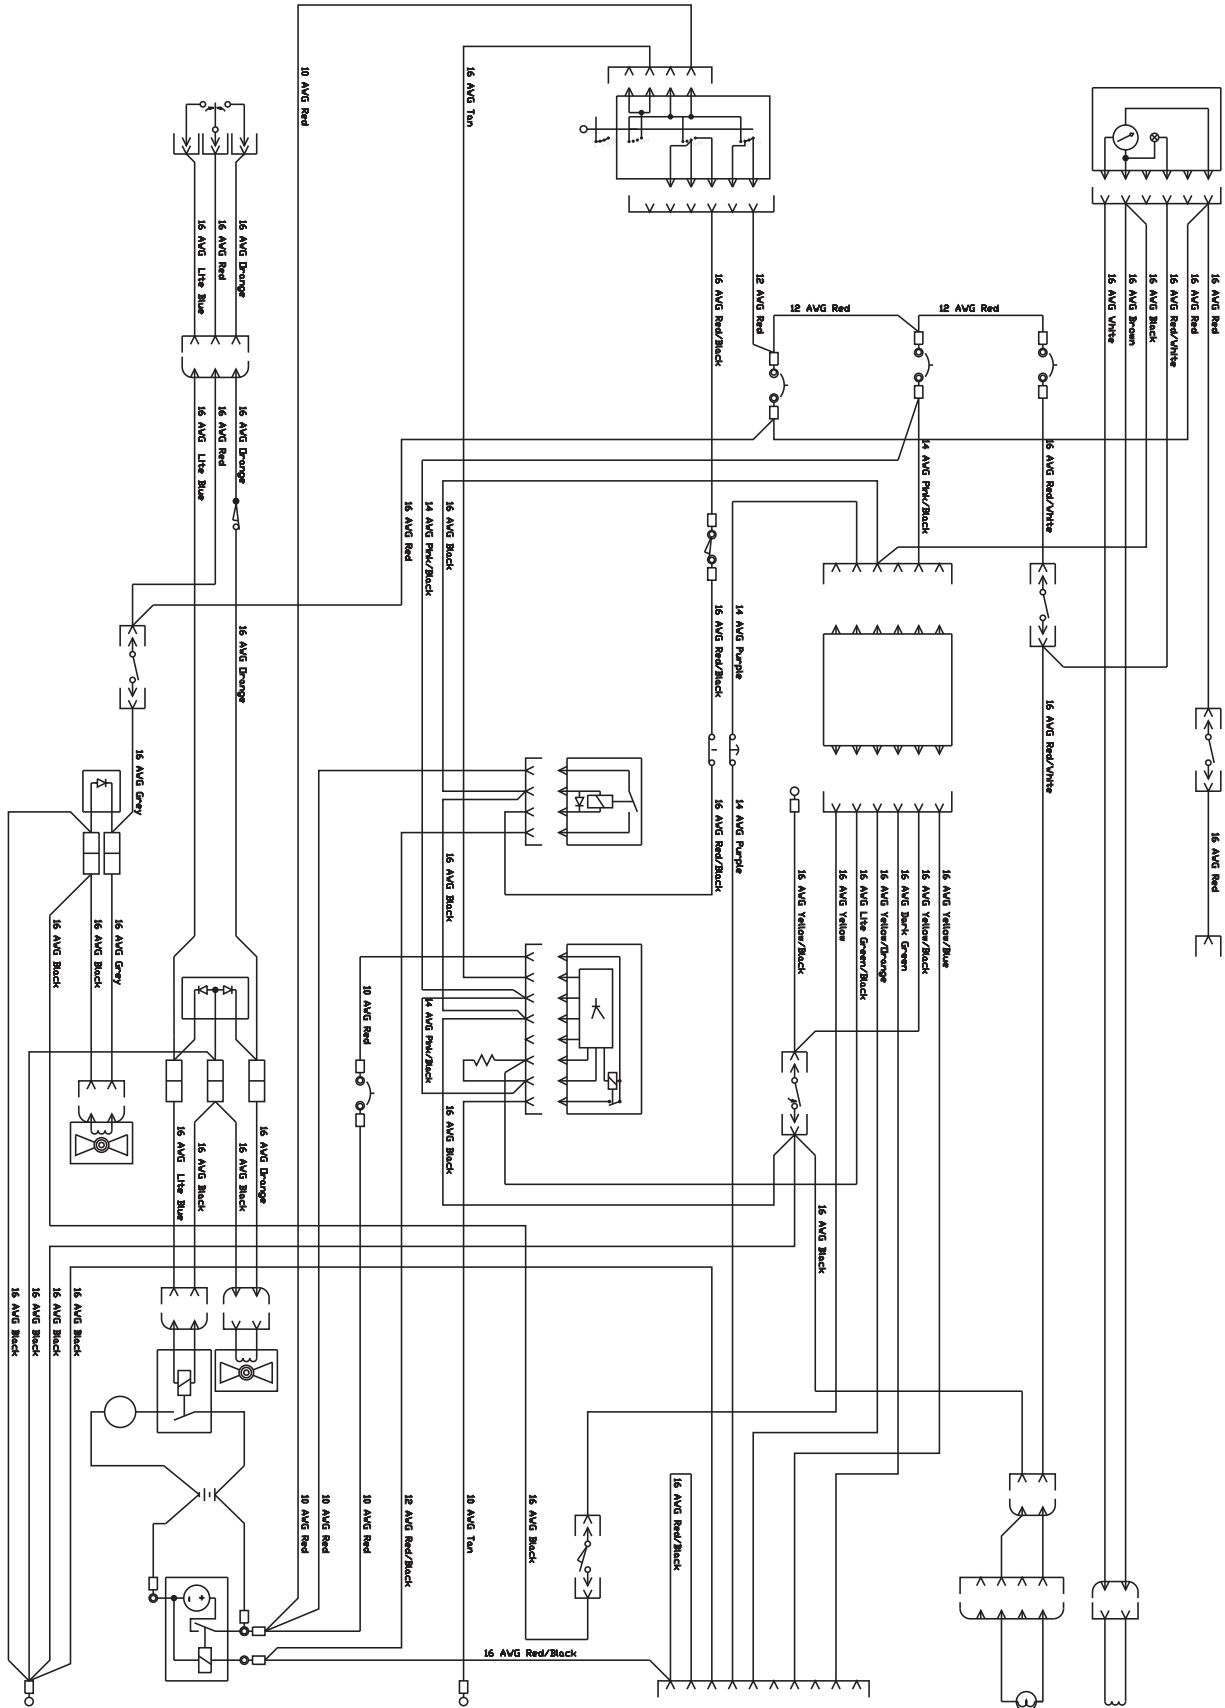 10 AWG Red
16 AWG Tan
16 AWG Lite Blue
16 AWG Red
16 AWG Orange
16 AWG Red/Black
12 AWG Red
12 AWG Red
12 AWG Red
16 AWG White
16 AWG Brown
16 AWG Black
16 AWG Red/White
16 AWG Red
16 AWG Red
16 AWG Lite Blue
16 AWG Red
16 AWG Orange
14 AWG Pink/Black
16 AWG Red/White
16 AWG Red
14 AWG Pink/Black
16 AWG Black
16 AWG Orange
16 AWG Red/Black
14 AWG Purple
16 AWG Red/White
16 AWG Grey
16 AWG Red/Black
14 AWG Purple
16 AWG Red
16 AWG Black
16 AWG Yellow/Black
16 AWG Yellow
16 AWG Lite Green/Black
16 AWG Yellow/Orange
16 AWG Dark Green
16 AWG Yellow/Black
16 AWG Yellow/Blue
16 AWG Black
16 AWG Black
16 AWG Grey
10 AWG Red
14 AWG Pink/Black
16 AWG Black
16 AWG Lite Blue
16 AWG Black
16 AWG Black
16 AWG Orange
16 AWG Black
16 AWG Black
16 AWG Black
16 AWG Black
16 AWG Black
10 AWG Red
10 AWG Red
10 AWG Red
12 AWG Red/Black
10 AWG Tan
16 AWG Black
16 AWG Red/Black
16 AWG Red/Black